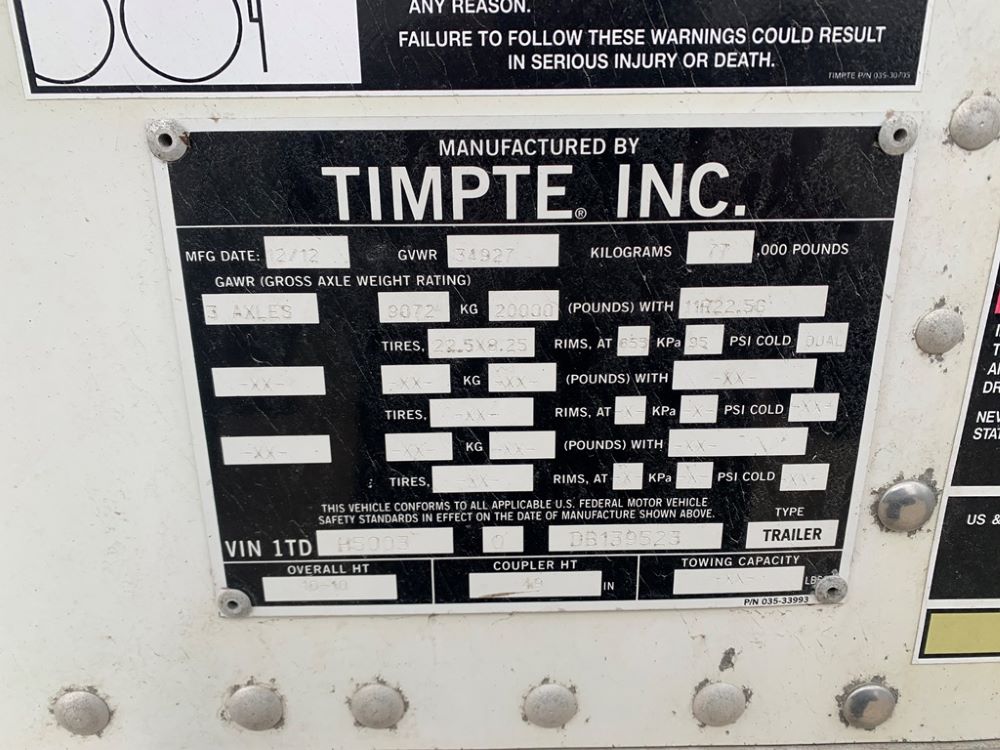 ANY REASON.
FAILURE TO FOLLOW THESE WARNINGS COULD RESULT
IN SERIOUS INJURY OR DEATH.
TIMPTE P/N 035-30705
MANUFACTURED BY
TIMPTE® INC.
MFG DATE: 12/12 GVWR 34927 KILOGRAMS 77 ,000 POUNDS
GAWR (GROSS AXLE WEIGHT RATING)
3 AXLES 9072 KG 20000 (POUNDS) WITH 11R22.5G
TIRES, 22.5X8.25 RIMS, AT 653 KPa 95 PSI COLD DUAL
-XX- -XX- KG -XX- (POUNDS) WITH -XX-
TIRES, -XX- RIMS, AT -X- KPa -X- PSI COLD -XX-
-XX- -XX- KG -XX- (POUNDS) WITH -XX-
TIRES, -XX- RIMS, AT -X- KPa -X- PSI COLD -XX-
THIS VEHICLE CONFORMS TO ALL APPLICABLE U.S. FEDERAL MOTOR VEHICLE
SAFETY STANDARDS IN EFFECT ON THE DATE OF MANUFACTURE SHOWN ABOVE.
TYPE
VIN 1TD H5003 0 DB139523 TRAILER
OVERALL HT COUPLER HT TOWING CAPACITY
10-10 49 IN -XX- LBS
P/N 035-33993
US &